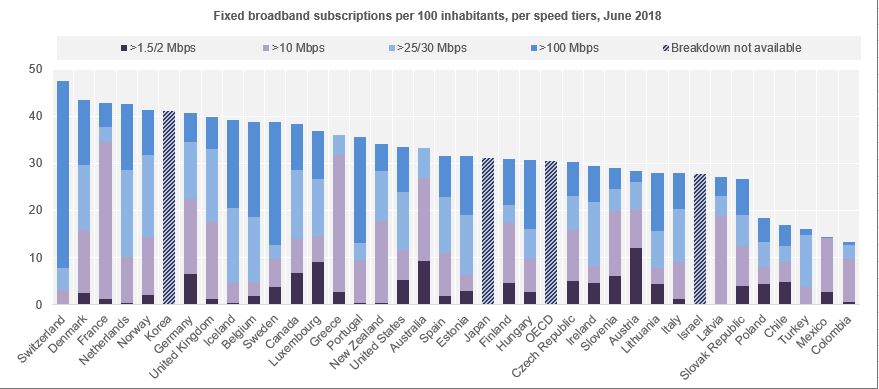 Fixed broadband subscriptions per 100 inhabitants, per speed tiers, June 2018
>1.5/2 Mbps >10 Mbps >25/30 Mbps >100 Mbps Breakdown not available
50
40
30
20
10
0
Switzerland
Denmark
France
Netherlands
Norway
Korea
Germany
United Kingdom
Iceland
Belgium
Sweden
Canada
Luxembourg
Greece
Portugal
New Zealand
United States
Australia
Spain
Estonia
Japan
Finland
Hungary
OECD
Czech Republic
Ireland
Slovenia
Austria
Lithuania
Italy
Israel
Latvia
Slovak Republic
Poland
Chile
Turkey
Mexico
Colombia